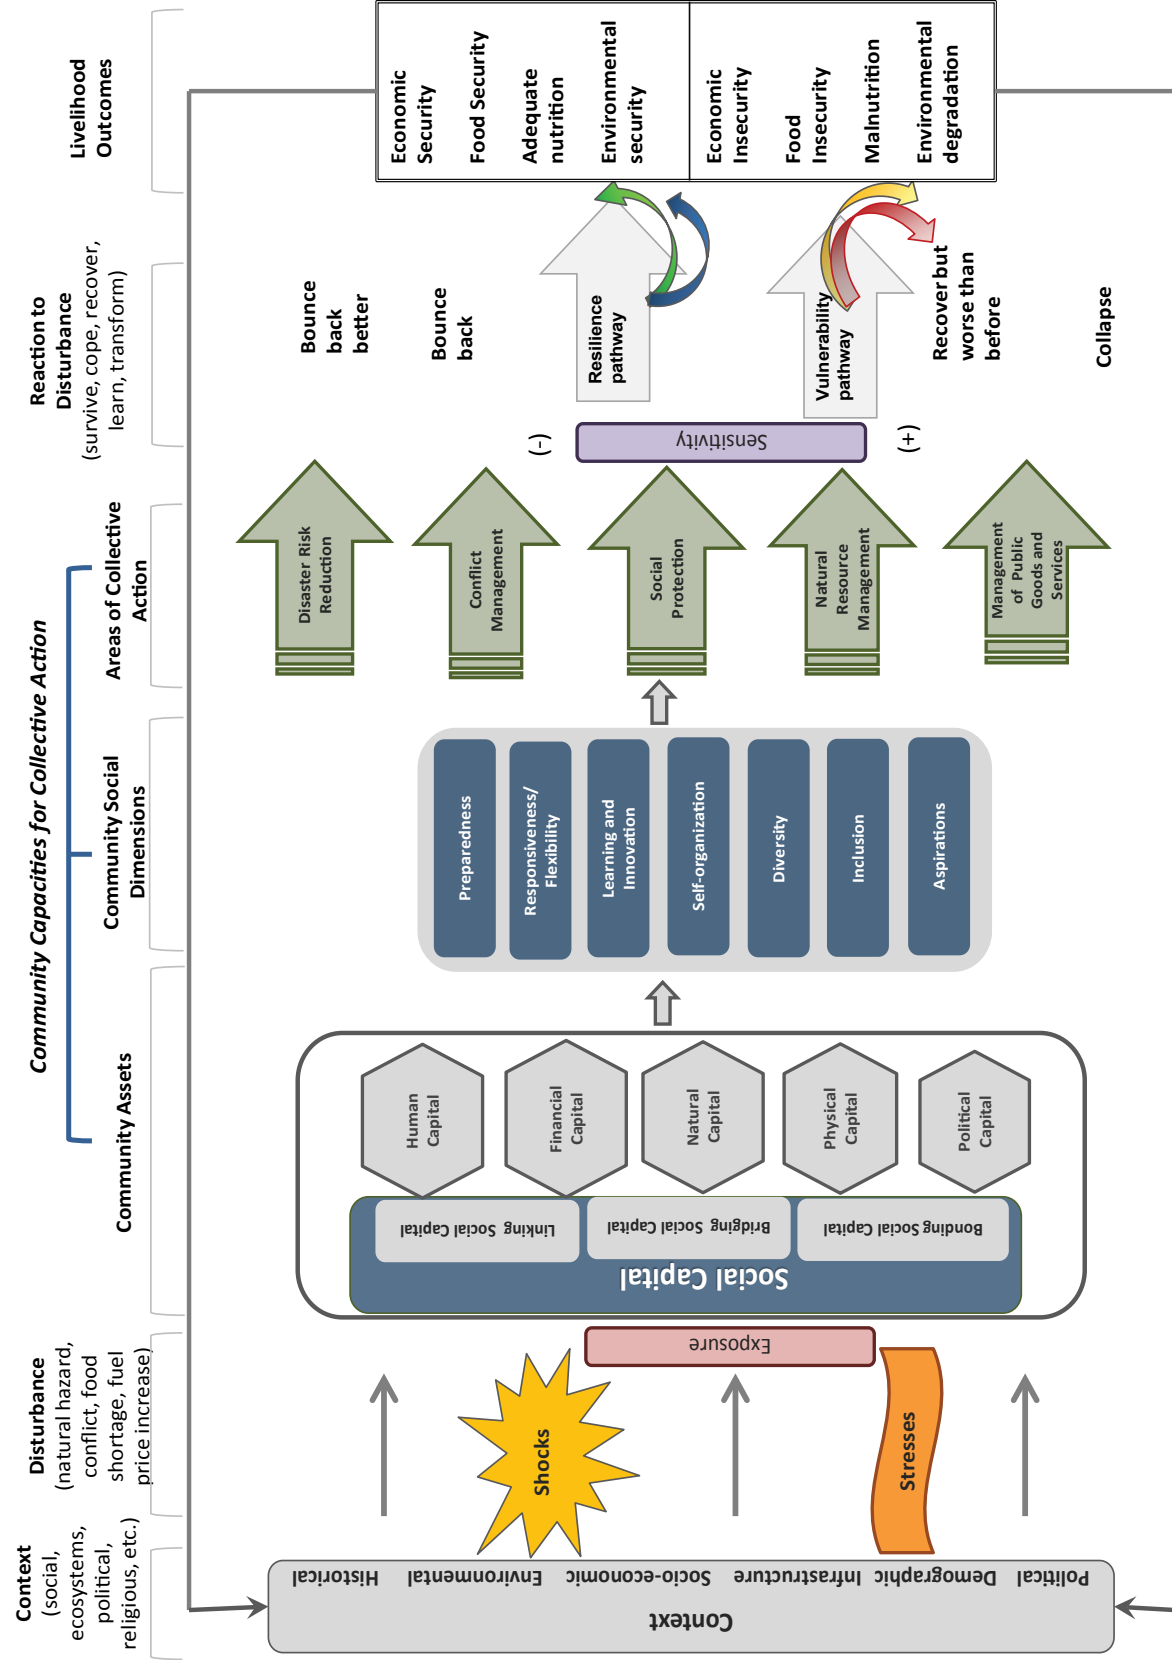 Community Capacities for Collective Action
Context
(social,
ecosystems,
political,
religious, etc.)
Disturbance
(natural hazard,
conflict, food
shortage, fuel
price increase)
Community Assets
Community Social
Dimensions
Areas of Collective
Action
Reaction to
Disturbance
(survive, cope, recover,
learn, transform)
Livelihood
Outcomes
Context
Historical
Environmental
Socio-economic
Infrastructure
Demographic
Political
Shocks
Stresses
Exposure
Social Capital
Linking Social Capital
Bridging Social Capital
Bonding Social Capital
Human
Capital
Financial
Capital
Natural
Capital
Physical
Capital
Political
Capital
Preparedness
Responsiveness/
Flexibility
Learning and
Innovation
Self-organization
Diversity
Inclusion
Aspirations
Disaster Risk
Reduction
Conflict
Management
Social
Protection
Natural
Resource
Management
Management
of Public
Goods and
Services
(-)
Sensitivity
(+)
Bounce
back
better
Bounce
back
Resilience
pathway
Vulnerability
pathway
Recover but
worse than
before
Collapse
Economic
Security
Food Security
Adequate
nutrition
Environmental
security
Economic
Insecurity
Food
Insecurity
Malnutrition
Environmental
degradation